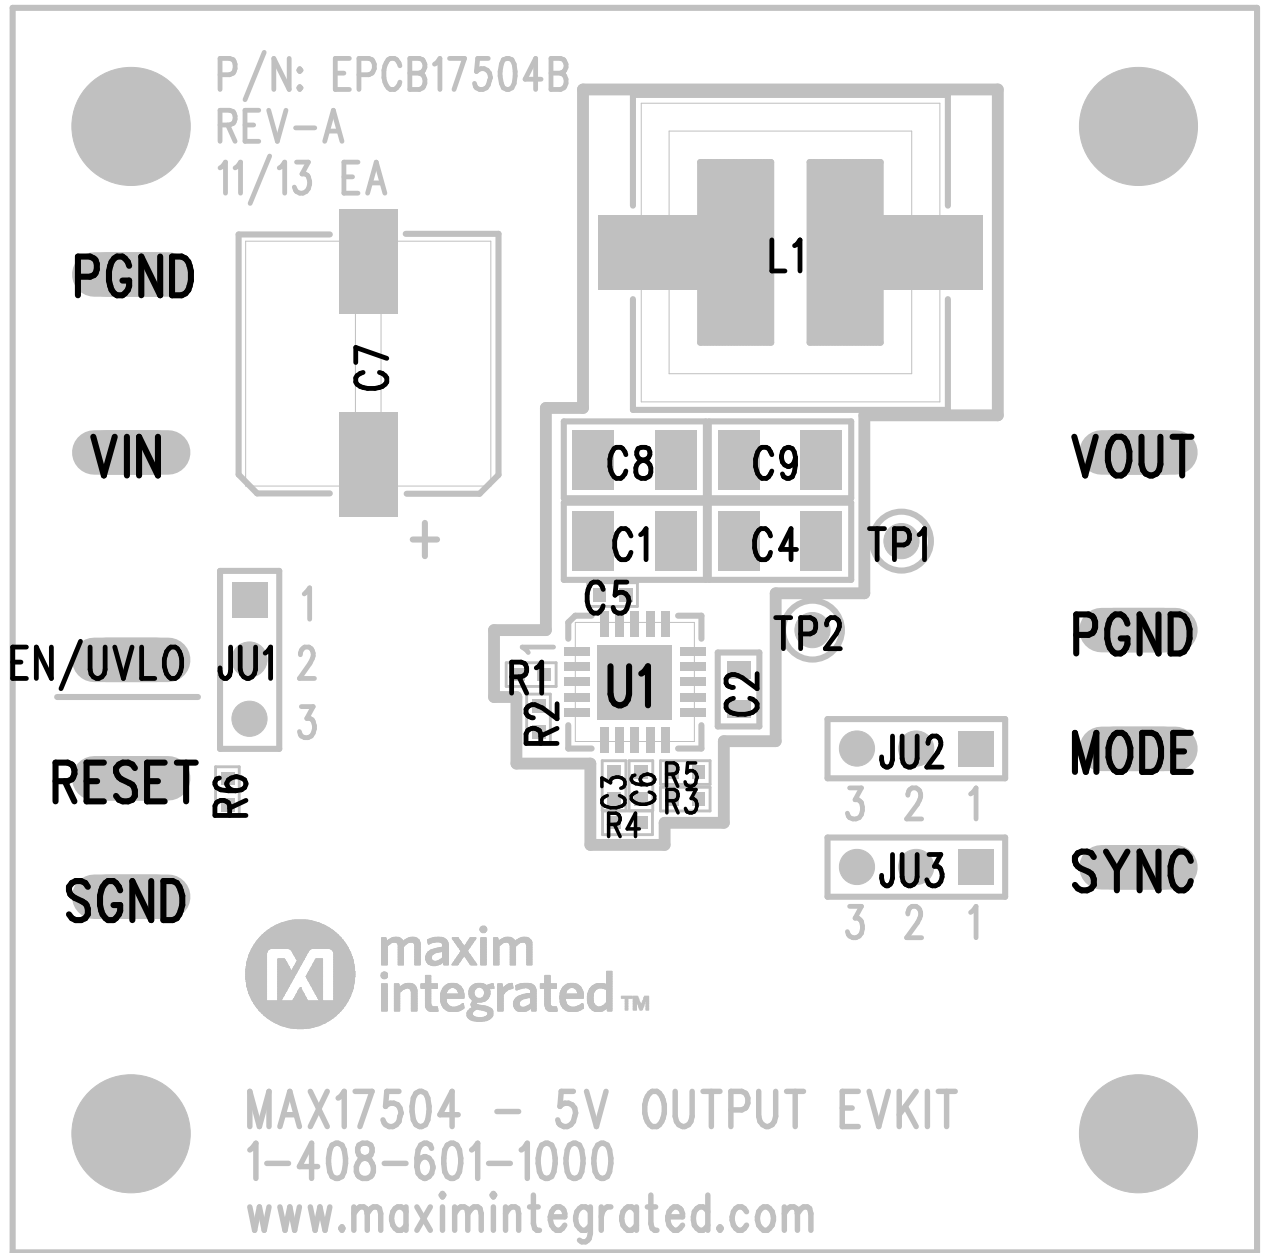 P/N: EPCB17504B
REV-A
11/13 EA
PGND
C7
L1
VIN
C8
C9
VOUT
C1
C4
TP1
+
C5
1
TP2
PGND
EN/UVLO
JU1
2
3
1
R1
U1
C2
R2
RESET
R6
C3
C6
R5
R3
R4
JU2
MODE
3 2 1
JU3
SYNC
3 2 1
SGND
maxim
integrated™
MAX17504 - 5V OUTPUT EVKIT
1-408-601-1000
www.maximintegrated.com